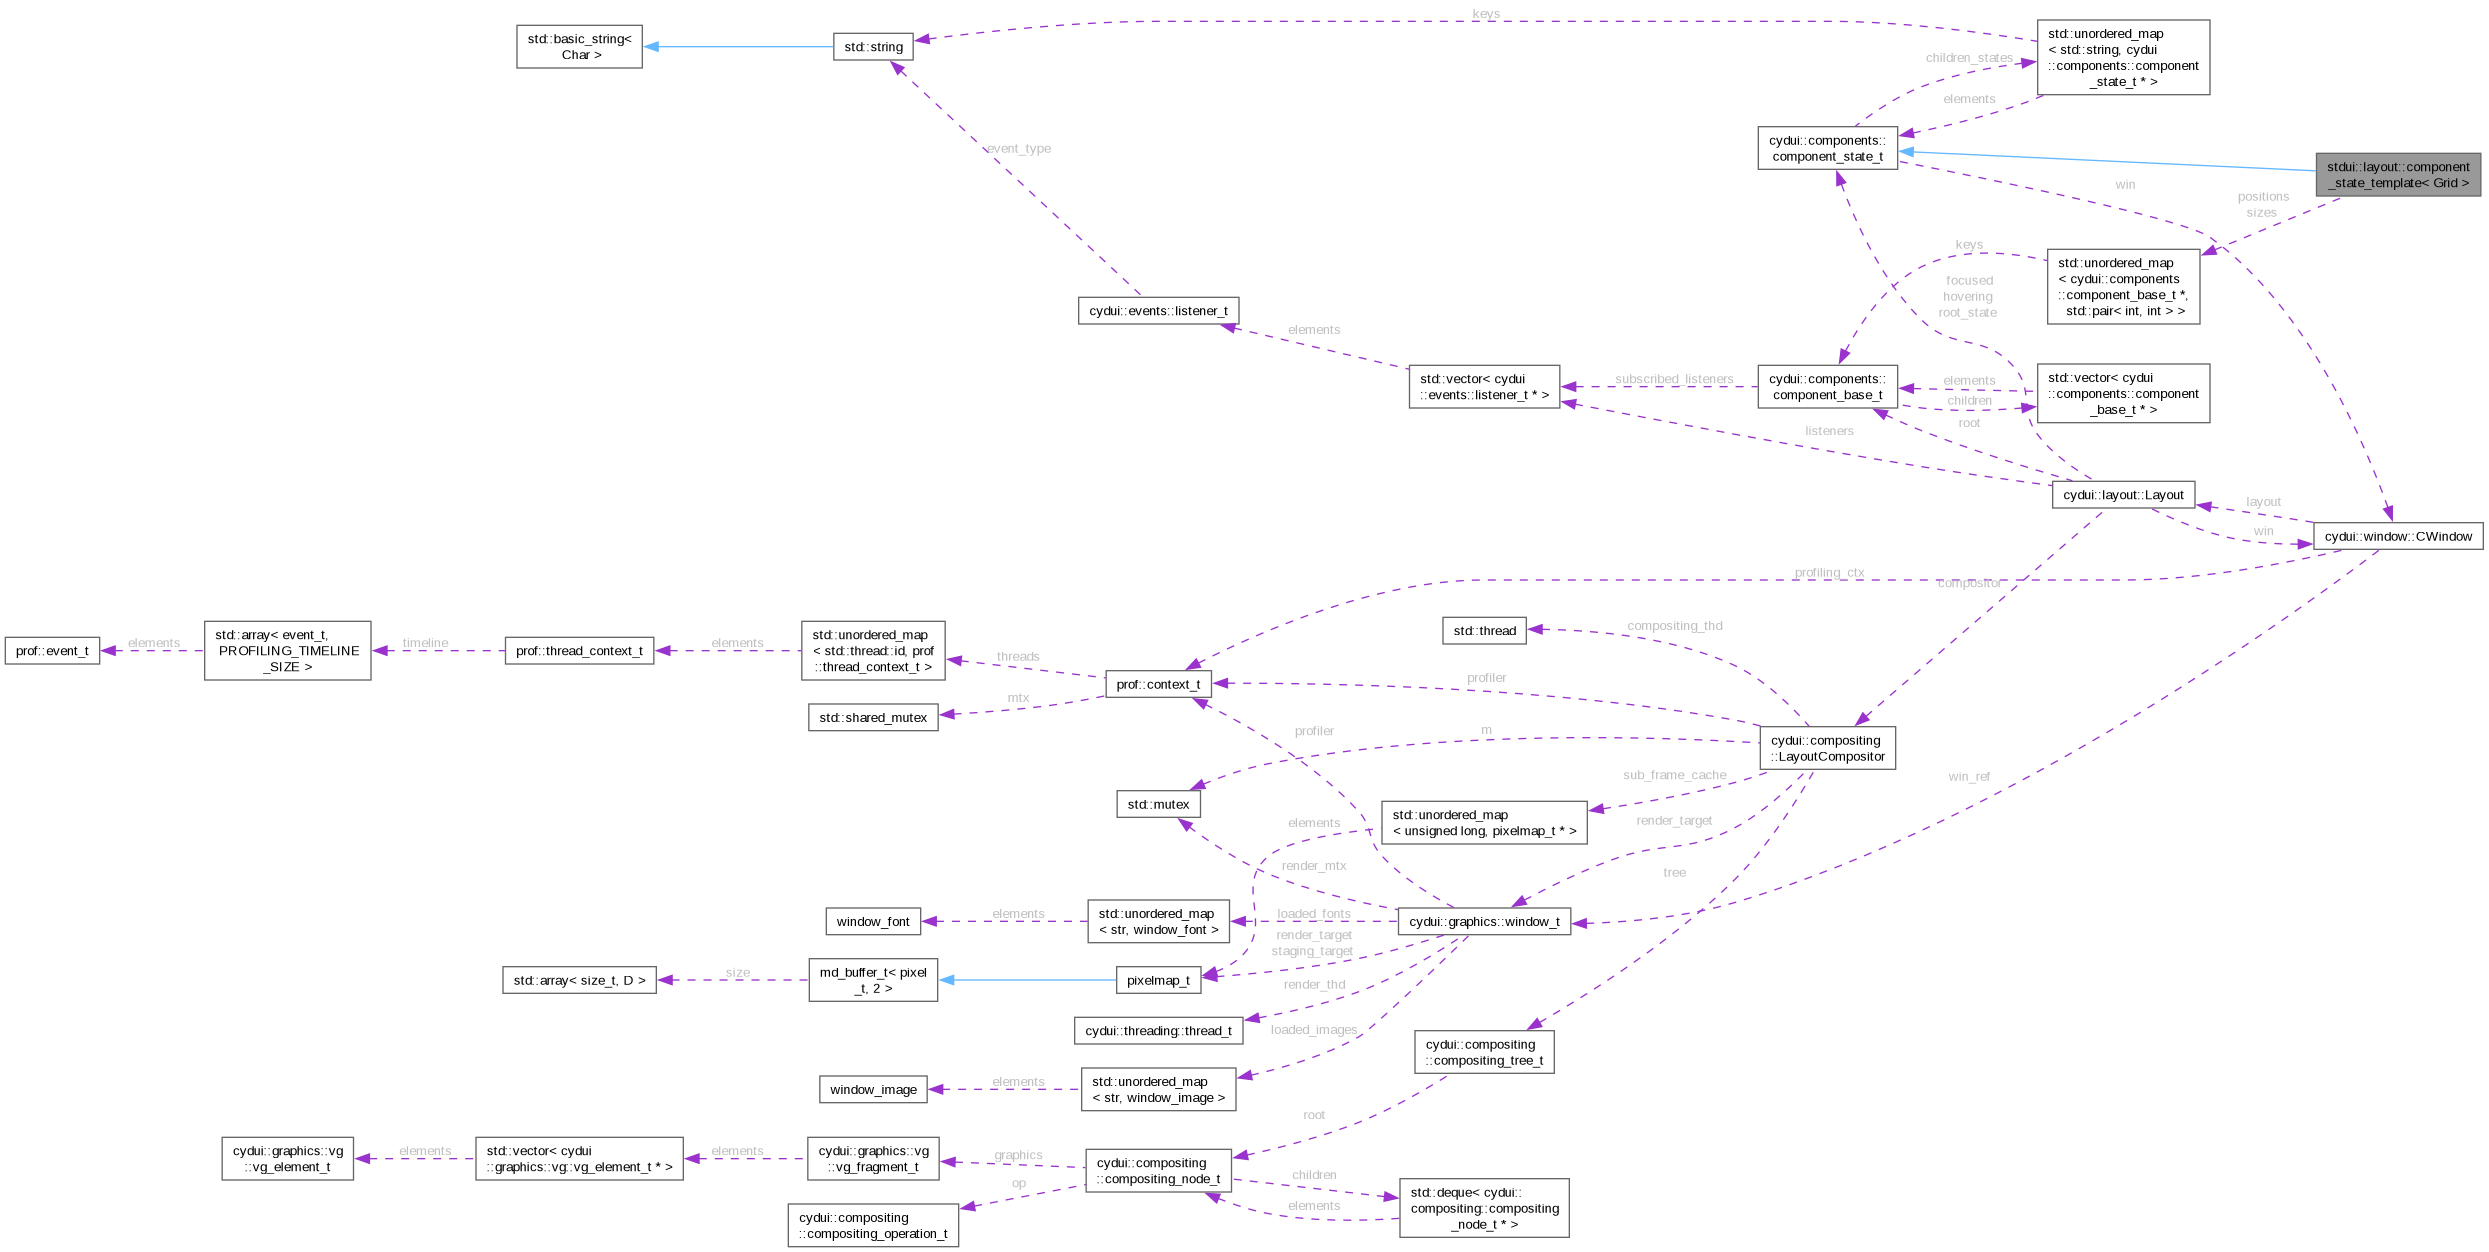 keys
std::unordered_map
< std::string, cydui
::components::component
_state_t * >
std::basic_string<
Char >
std::string
children_states
elements
cydui::components::
component_state_t
event_type
stdui::layout::component
_state_template< Grid >
win
positions
sizes
keys
std::unordered_map
< cydui::components
::component_base_t *,
std::pair< int, int > >
focused
hovering
root_state
cydui::events::listener_t
elements
std::vector< cydui
::events::listener_t * >
subscribed_listeners
cydui::components::
component_base_t
elements
children
std::vector< cydui
::components::component
_base_t * >
root
listeners
cydui::layout::Layout
layout
win
cydui::window::CWindow
profiling_ctx
compositor
std::thread
compositing_thd
prof::event_t
elements
std::array< event_t,
PROFILING_TIMELINE
_SIZE >
timeline
prof::thread_context_t
elements
std::unordered_map
< std::thread::id, prof
::thread_context_t >
threads
prof::context_t
profiler
mtx
std::shared_mutex
profiler
m
cydui::compositing
::LayoutCompositor
win_ref
sub_frame_cache
std::mutex
elements
std::unordered_map
< unsigned long, pixelmap_t * >
render_target
render_mtx
tree
window_font
elements
std::unordered_map
< str, window_font >
loaded_fonts
cydui::graphics::window_t
render_target
staging_target
std::array< size_t, D >
size
md_buffer_t< pixel
_t, 2 >
pixelmap_t
render_thd
cydui::threading::thread_t
loaded_images
cydui::compositing
::compositing_tree_t
window_image
elements
std::unordered_map
< str, window_image >
root
cydui::graphics::vg
::vg_element_t
elements
std::vector< cydui
::graphics::vg::vg_element_t * >
elements
cydui::graphics::vg
::vg_fragment_t
graphics
op
cydui::compositing
::compositing_node_t
children
elements
std::deque< cydui::
compositing::compositing
_node_t * >
cydui::compositing
::compositing_operation_t